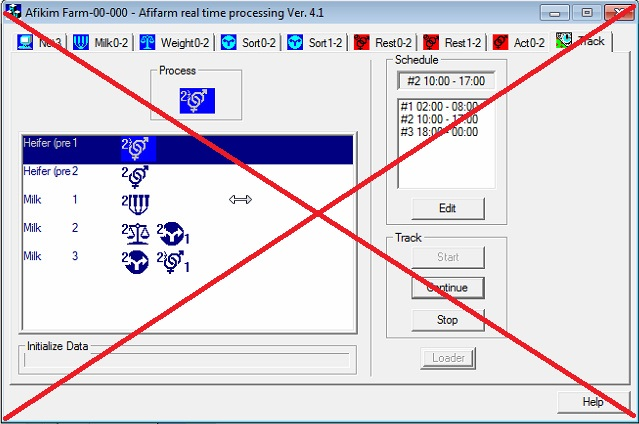 Afikim Farm-00-000 - Afifarm real time processing Ver. 4.1
Net3 Milk0-2 Weight0-2 Sort0-2 Sort1-2 Rest0-2 Rest1-2 Act0-2 Track
Process
2
Heifer (pre 1 2
Heifer (pre 2 2
Milk 1 2
Milk 2 2 2 1
Milk 3 2 2 1
Initialize Data
Schedule
#2 10:00 - 17:00
#1 02:00 - 08:00
#2 10:00 - 17:00
#3 18:00 - 00:00
Edit
Track
Start
Continue
Stop
Loader
Help